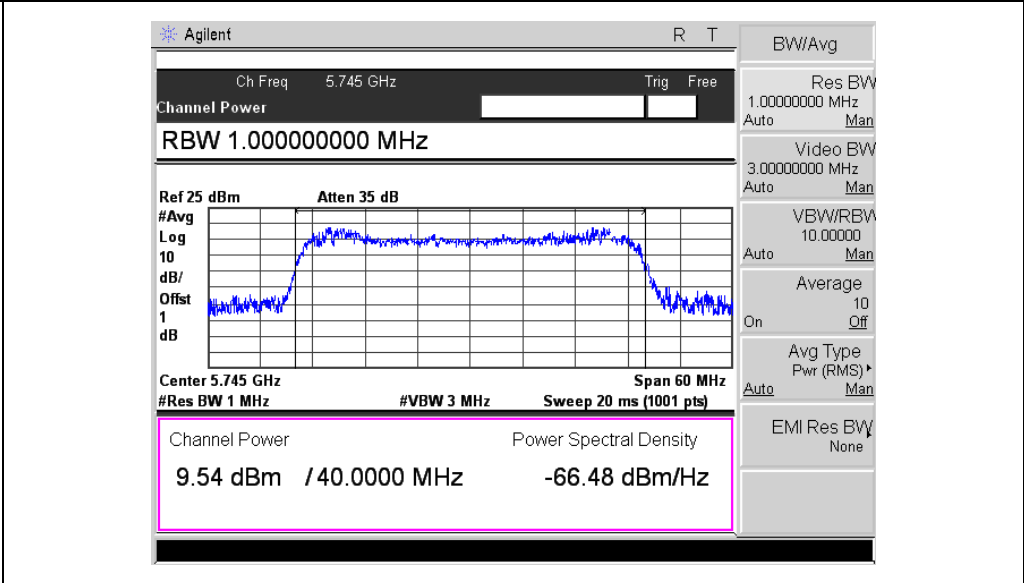 Agilent R T
Ch Freq 5.745 GHz Trig Free
Channel Power
RBW 1.000000000 MHz
Ref 25 dBm Atten 35 dB
#Avg
Log
10
dB/
Offst
1
dB
Center 5.745 GHz Span 60 MHz
#Res BW 1 MHz #VBW 3 MHz Sweep 20 ms (1001 pts)
Channel Power Power Spectral Density
9.54 dBm / 40.0000 MHz -66.48 dBm/Hz
BW/Avg
Res BW
1.00000000 MHz
Auto Man
Video BW
3.00000000 MHz
Auto Man
VBW/RBW
10.00000
Auto Man
Average
10
On Off
Avg Type
Pwr (RMS)
Auto Man
EMI Res BW
None